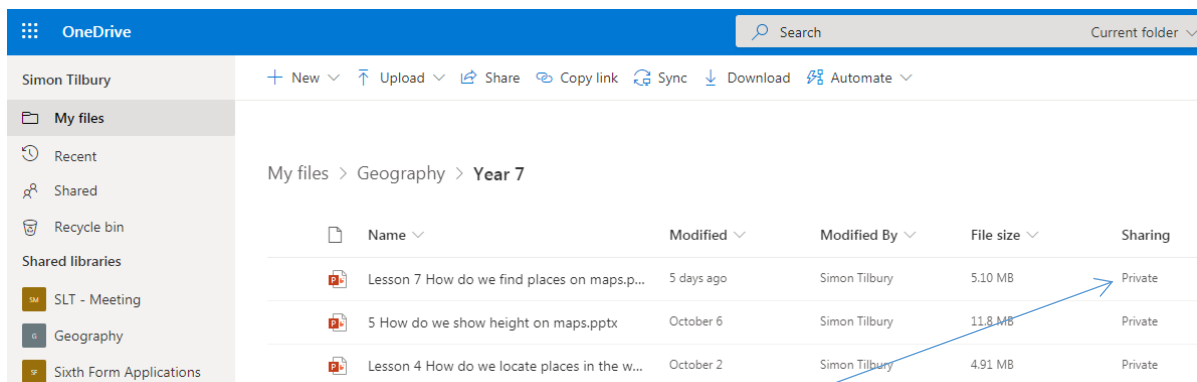 OneDrive
Search
Current folder
Simon Tilbury
New Upload Share Copy link Sync Download Automate
My files
Recent
Shared
Recycle bin
Shared libraries
SM SLT - Meeting
G Geography
SF Sixth Form Applications
My files > Geography > Year 7
Name Modified Modified By File size Sharing
Lesson 7 How do we find places on maps.p... 5 days ago Simon Tilbury 5.10 MB Private
5 How do we show height on maps.pptx October 6 Simon Tilbury 11.8 MB Private
Lesson 4 How do we locate places in the w... October 2 Simon Tilbury 4.91 MB Private